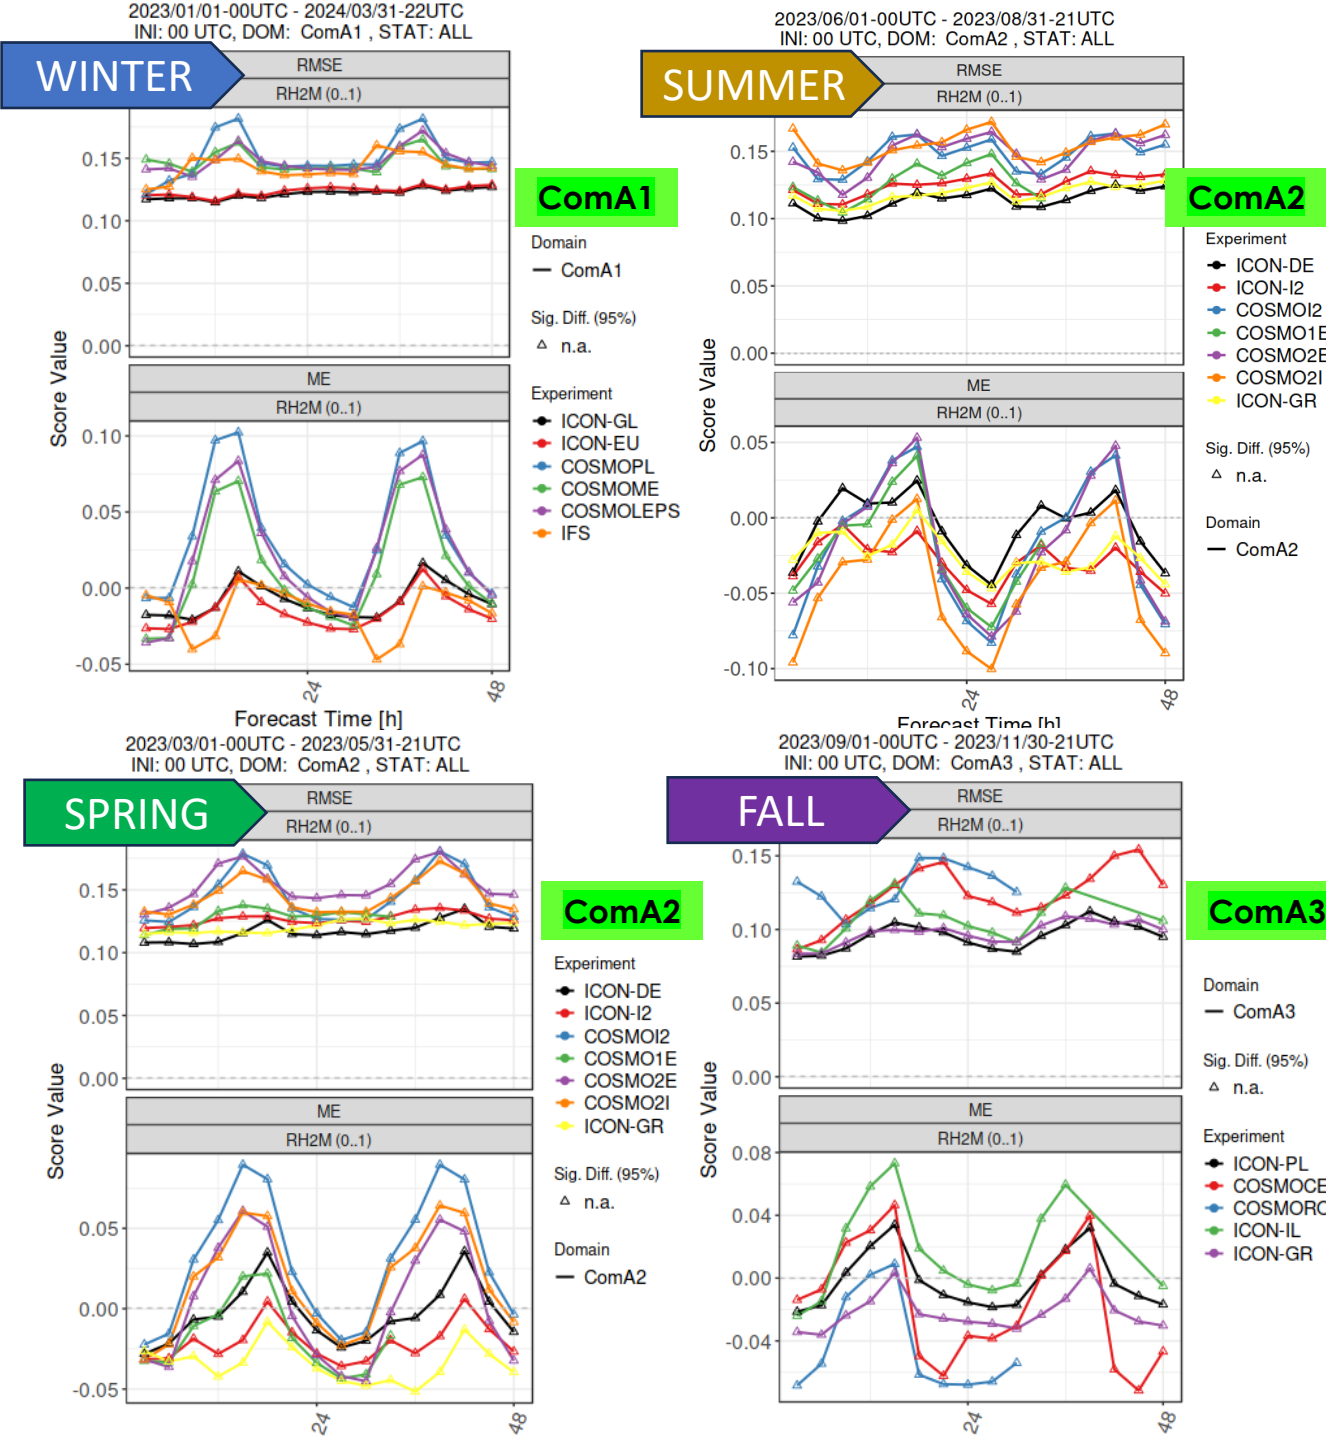 2023/01/01-00UTC - 2024/03/31-22UTC
INI: 00 UTC, DOM: ComA1 , STAT: ALL
WINTER
RMSE
RH2M (0..1)
0.15
0.10
0.05
0.00
ME
RH2M (0..1)
0.10
0.05
0.00
-0.05
Score Value
24
48
Forecast Time [h]
ComA1
Domain
ComA1
Sig. Diff. (95%)
n.a.
Experiment
ICON-GL
ICON-EU
COSMOPL
COSMOME
COSMOLEPS
IFS
2023/06/01-00UTC - 2023/08/31-21UTC
INI: 00 UTC, DOM: ComA2 , STAT: ALL
SUMMER
RMSE
RH2M (0..1)
0.15
0.10
0.05
0.00
ME
RH2M (0..1)
0.05
0.00
-0.05
-0.10
Score Value
24
48
Forecast Time [h]
ComA2
Experiment
ICON-DE
ICON-I2
COSMOI2
COSMO1E
COSMO2E
COSMO2I
ICON-GR
Sig. Diff. (95%)
n.a.
Domain
ComA2
2023/03/01-00UTC - 2023/05/31-21UTC
INI: 00 UTC, DOM: ComA2 , STAT: ALL
SPRING
RMSE
RH2M (0..1)
0.15
0.10
0.05
0.00
ME
RH2M (0..1)
0.05
0.00
-0.05
Score Value
24
48
ComA2
Experiment
ICON-DE
ICON-I2
COSMOI2
COSMO1E
COSMO2E
COSMO2I
ICON-GR
Sig. Diff. (95%)
n.a.
Domain
ComA2
2023/09/01-00UTC - 2023/11/30-21UTC
INI: 00 UTC, DOM: ComA3 , STAT: ALL
FALL
RMSE
RH2M (0..1)
0.15
0.10
0.05
0.00
ME
RH2M (0..1)
0.08
0.04
0.00
-0.04
Score Value
24
48
ComA3
Domain
ComA3
Sig. Diff. (95%)
n.a.
Experiment
ICON-PL
COSMOCE
COSMORO
ICON-IL
ICON-GR